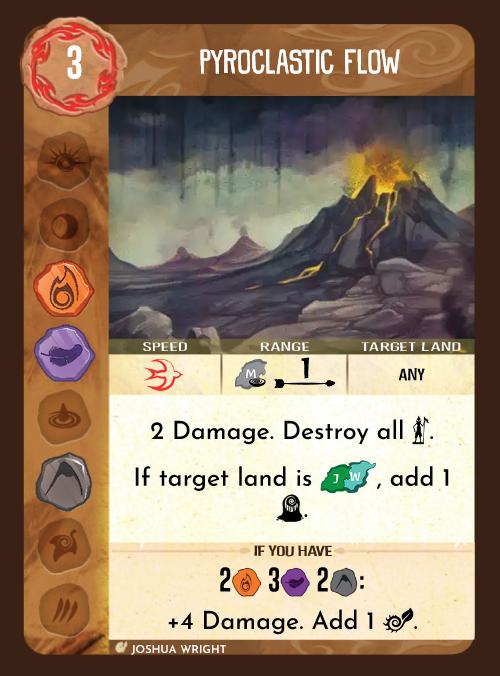 3
PYROCLASTIC FLOW
SPEED RANGE TARGET LAND
M 1 ANY
2 Damage. Destroy all .
If target land is J W , add 1
.
IF YOU HAVE
2 3 2 :
+4 Damage. Add 1 .
JOSHUA WRIGHT